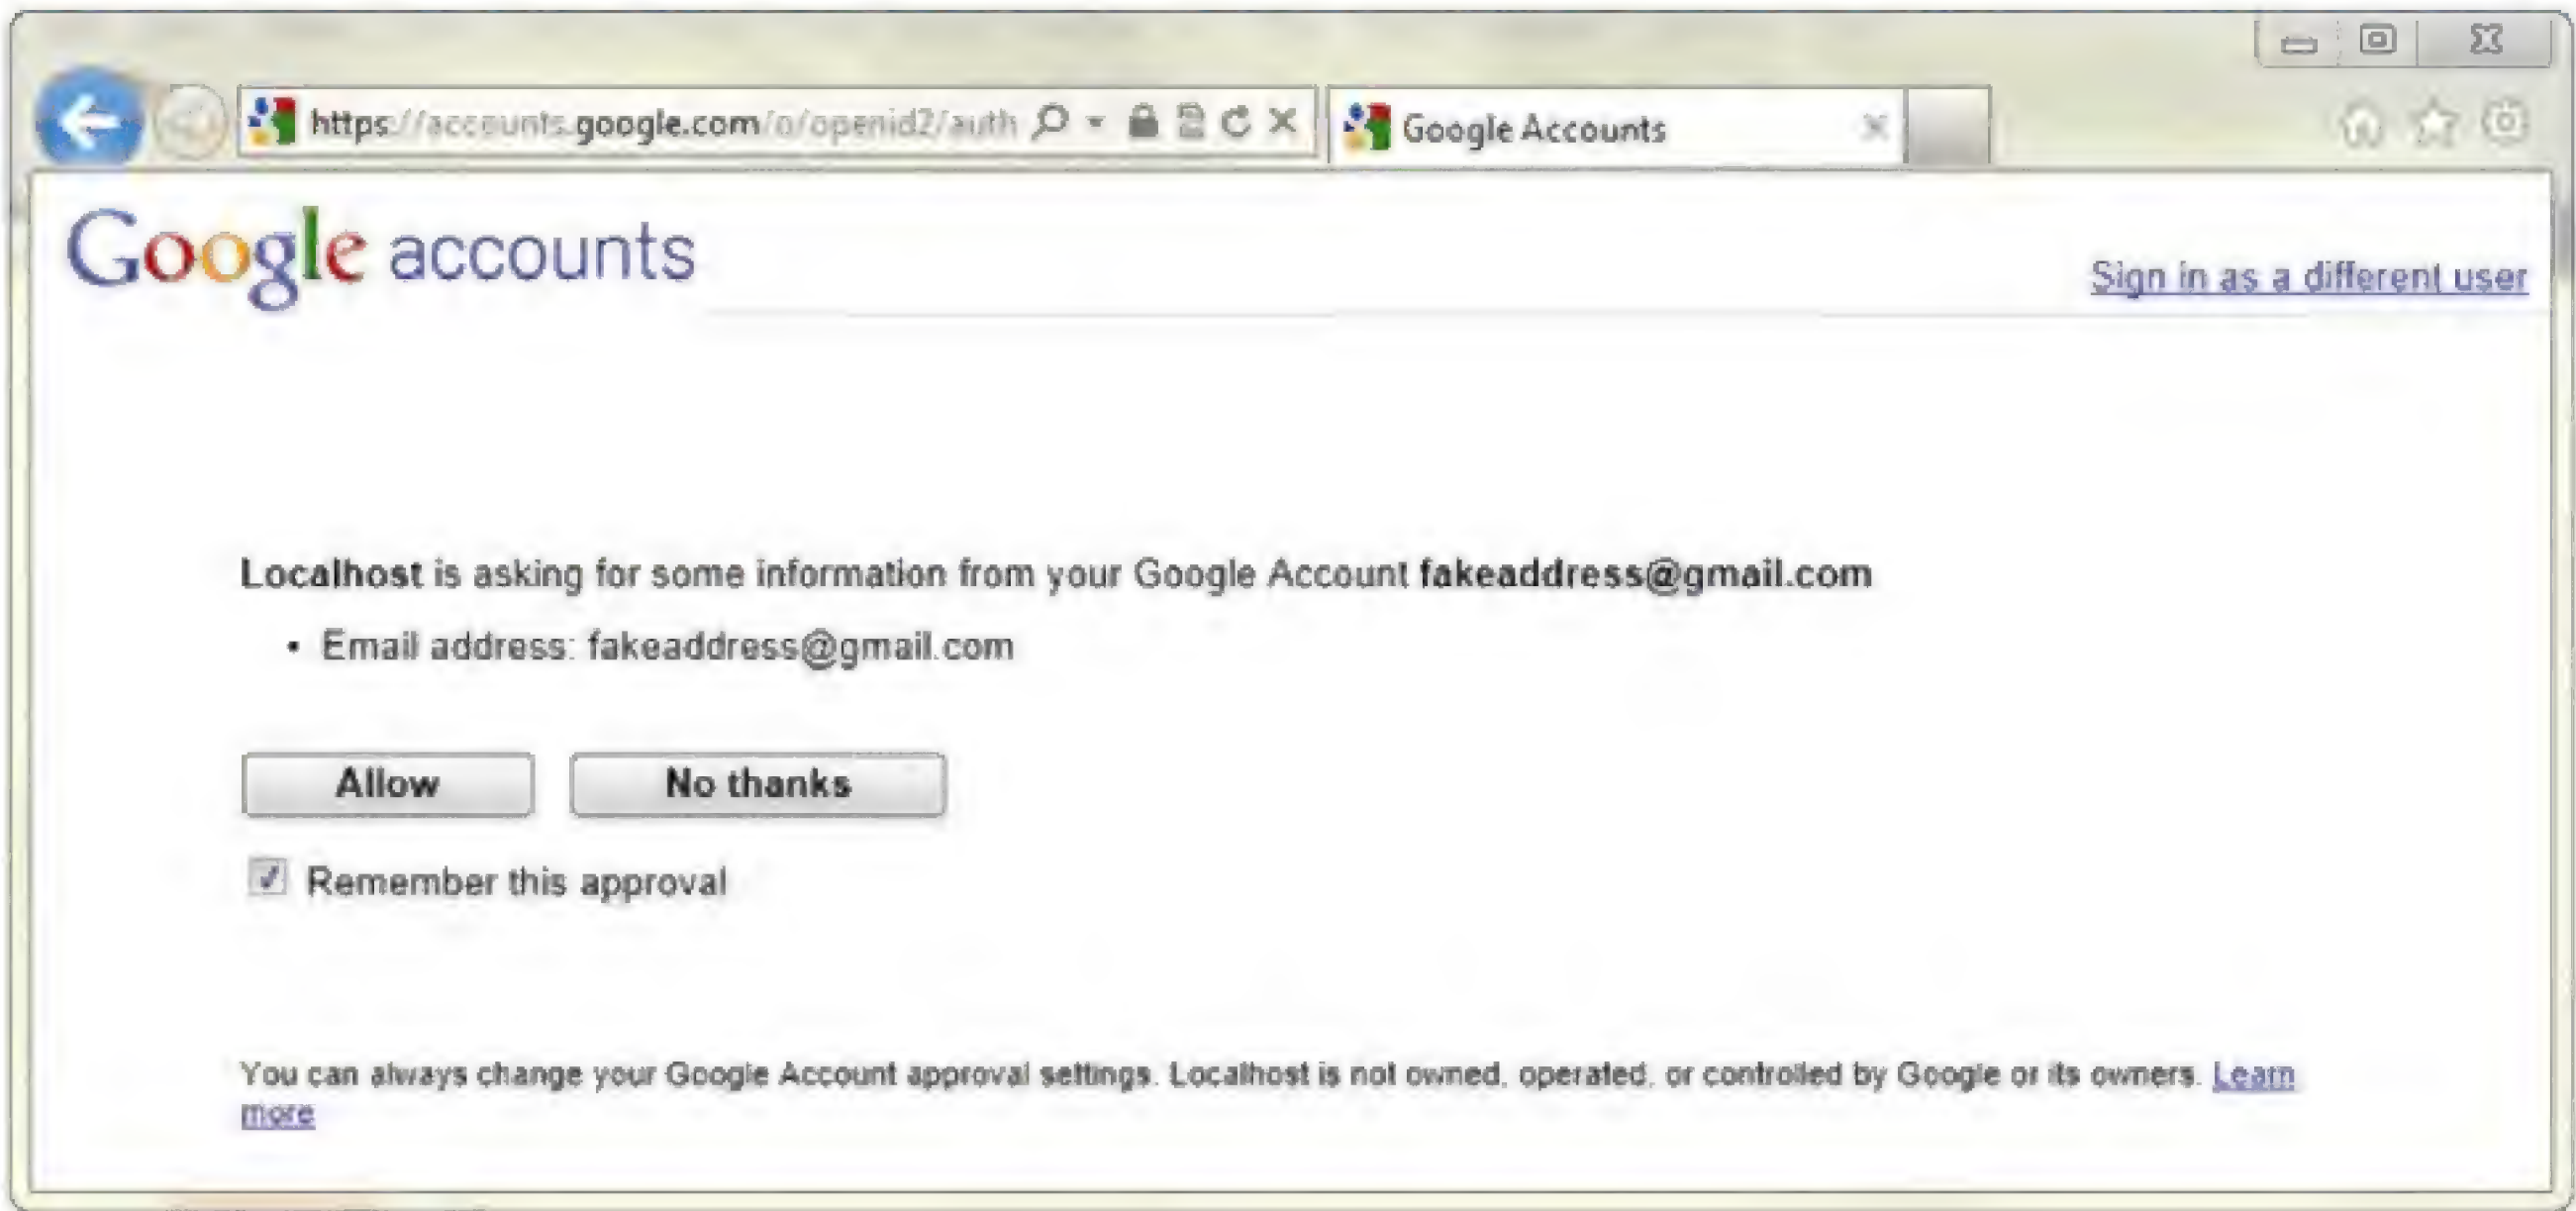 https://accounts.google.com/o/openid2/auth
Google Accounts
Google accounts
Sign in as a different user
Localhost is asking for some information from your Google Account fakeaddress@gmail.com
• Email address: fakeaddress@gmail.com
Allow
No thanks
Remember this approval
You can always change your Google Account approval settings. Localhost is not owned, operated, or controlled by Google or its owners. Learn
more